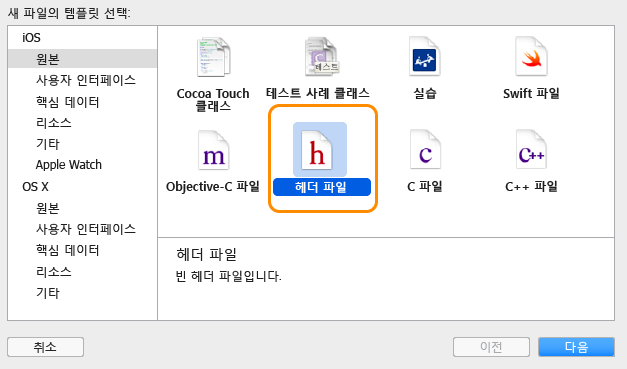 새 파일의 템플릿 선택:
iOS
원본
사용자 인터페이스
핵심 데이터
리소스
기타
Apple Watch
OS X
원본
사용자 인터페이스
핵심 데이터
리소스
기타
Cocoa Touch
클래스
테스트
테스트 사례 클래스
실습
Swift 파일
m
Objective-C 파일
h
헤더 파일
c
C 파일
C++
C++ 파일
헤더 파일
빈 헤더 파일입니다.
취소
이전
다음